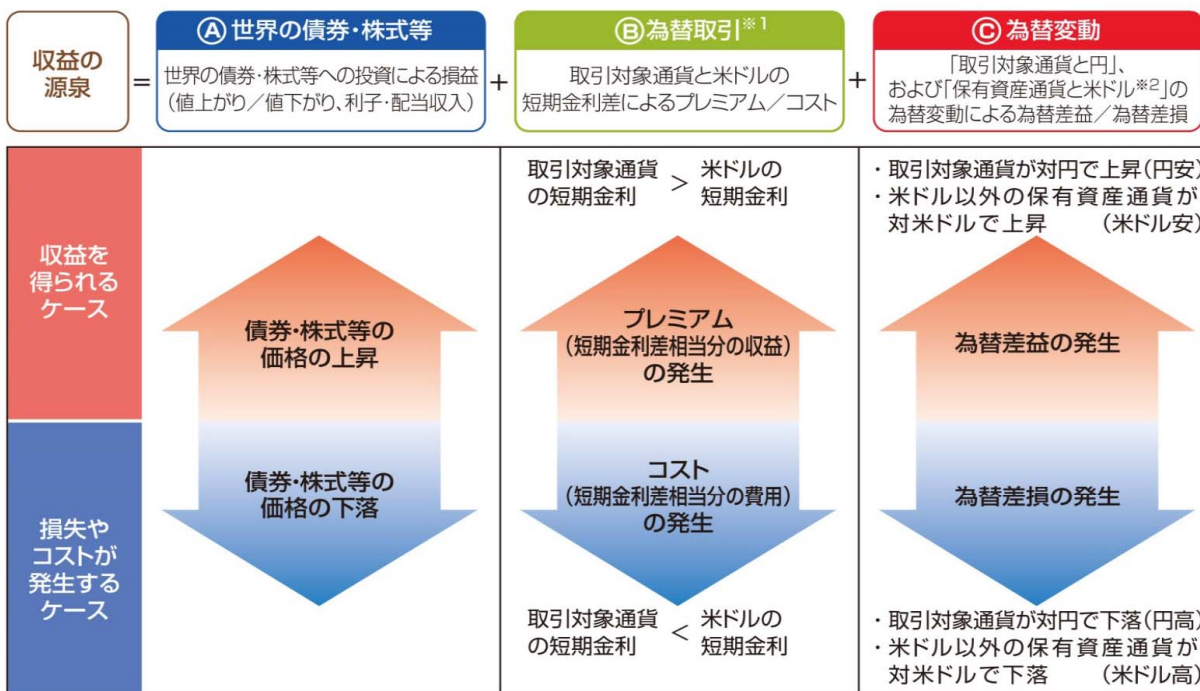 収益の
源泉
=
Ⓐ世界の債券・株式等
世界の債券・株式等への投資による損益
(値上がり／値下がり、利子・配当収入)
+
Ⓑ為替取引※1
取引対象通貨と米ドルの
短期金利差によるプレミアム／コスト
+
Ⓒ為替変動
「取引対象通貨と円」、
および「保有資産通貨と米ドル※2」の
為替変動による為替差益／為替差損
収益を
得られる
ケース
債券・株式等の
価格の上昇
取引対象通貨
の短期金利
>
米ドルの
短期金利
プレミアム
(短期金利差相当分の収益)
の発生
・取引対象通貨が対円で上昇(円安)
・米ドル以外の保有資産通貨が
対米ドルで上昇 (米ドル安)
為替差益の発生
損失や
コストが
発生する
ケース
債券・株式等の
価格の下落
コスト
(短期金利差相当分の費用)
の発生
取引対象通貨
の短期金利
<
米ドルの
短期金利
為替差損の発生
・取引対象通貨が対円で下落(円高)
・米ドル以外の保有資産通貨が
対米ドルで下落 (米ドル高)